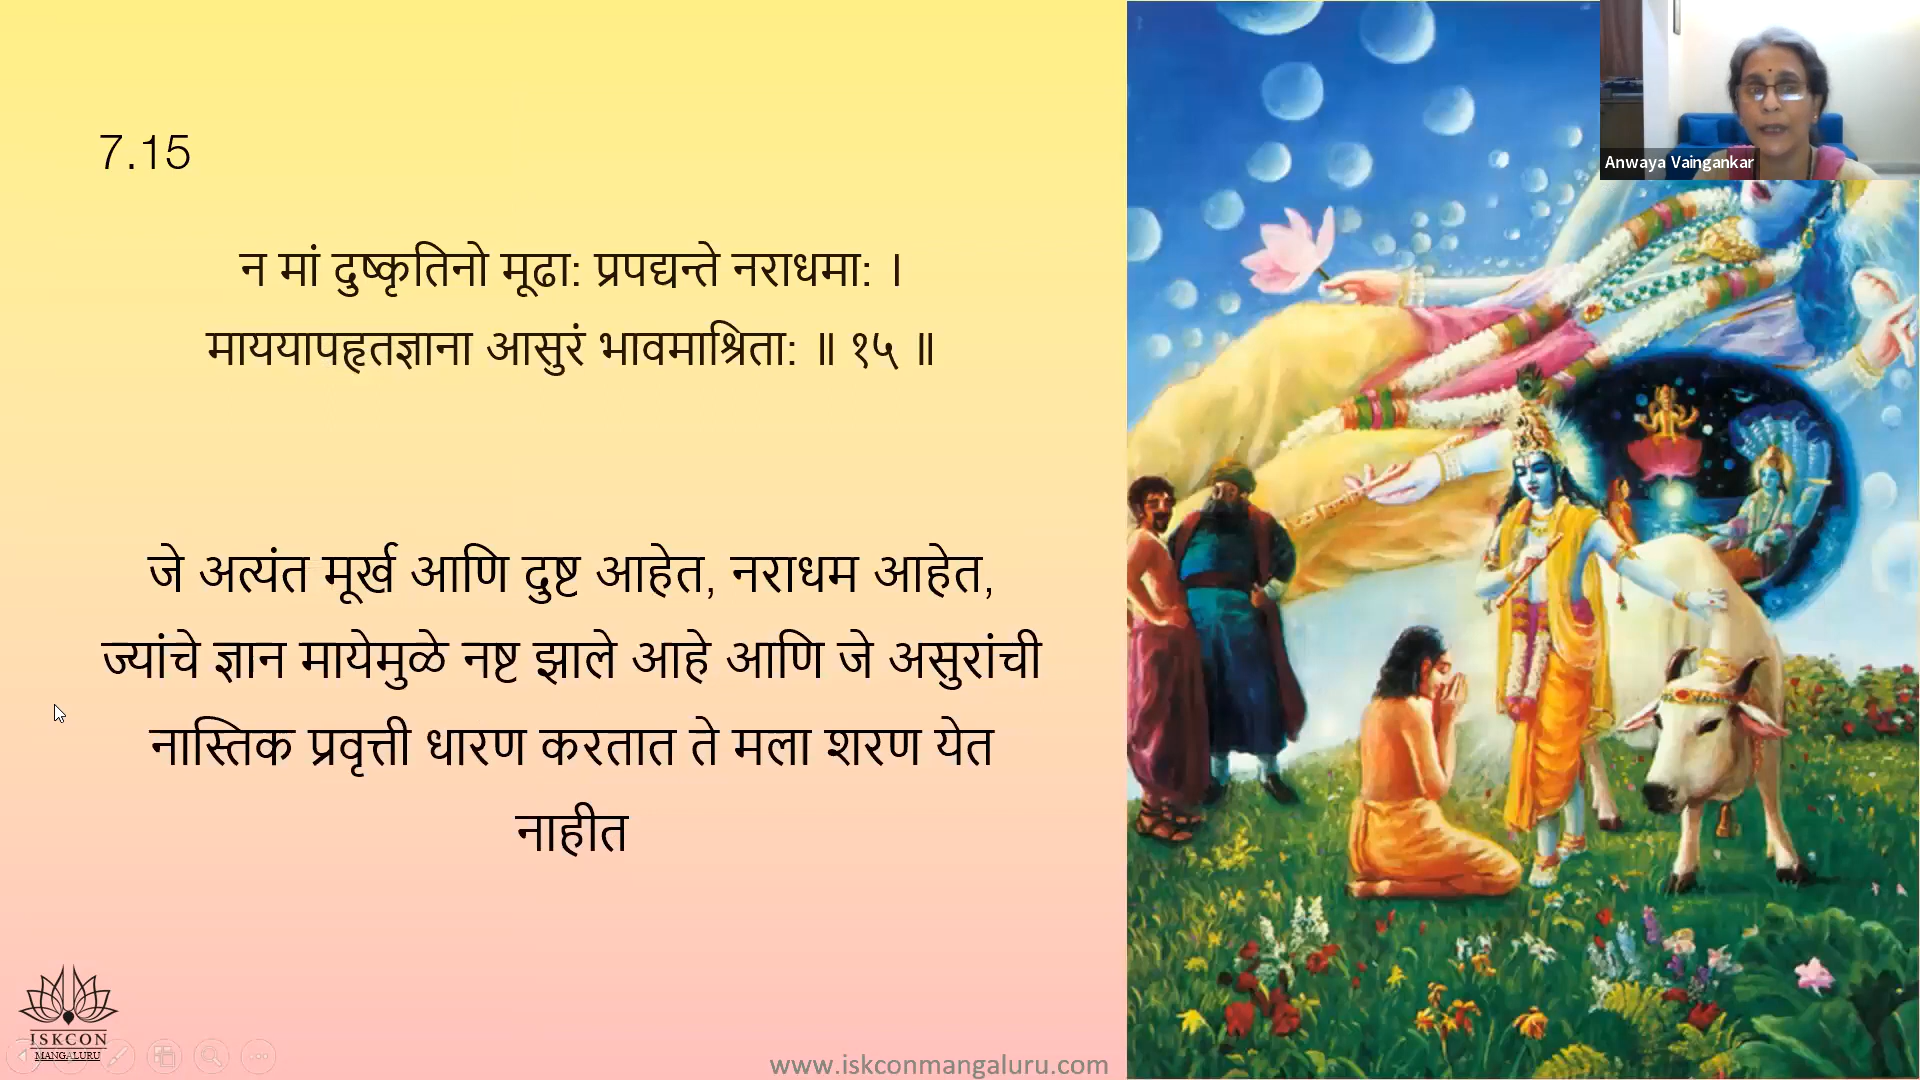 7.15
न मां दुष्कृतिनो मूढा: प्रपद्यन्ते नराधमा: ।
माययापहृतज्ञाना आसुरं भावमाश्रिता: ॥ १५ ॥
जे अत्यंत मूर्ख आणि दुष्ट आहेत, नराधम आहेत,
ज्यांचे ज्ञान मायेमुळे नष्ट झाले आहे आणि जे असुरांची
नास्तिक प्रवृत्ती धारण करतात ते मला शरण येत
नाहीत
Anwaya Vaingankar
ISKCON
MANGALURU
www.iskconmangaluru.com